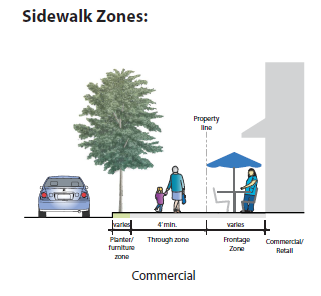 Sidewalk Zones:
Property
line
varies
4' min.
varies
Planter/
furniture
zone
Through zone
Frontage
Zone
Commercial/
Retail
Commercial